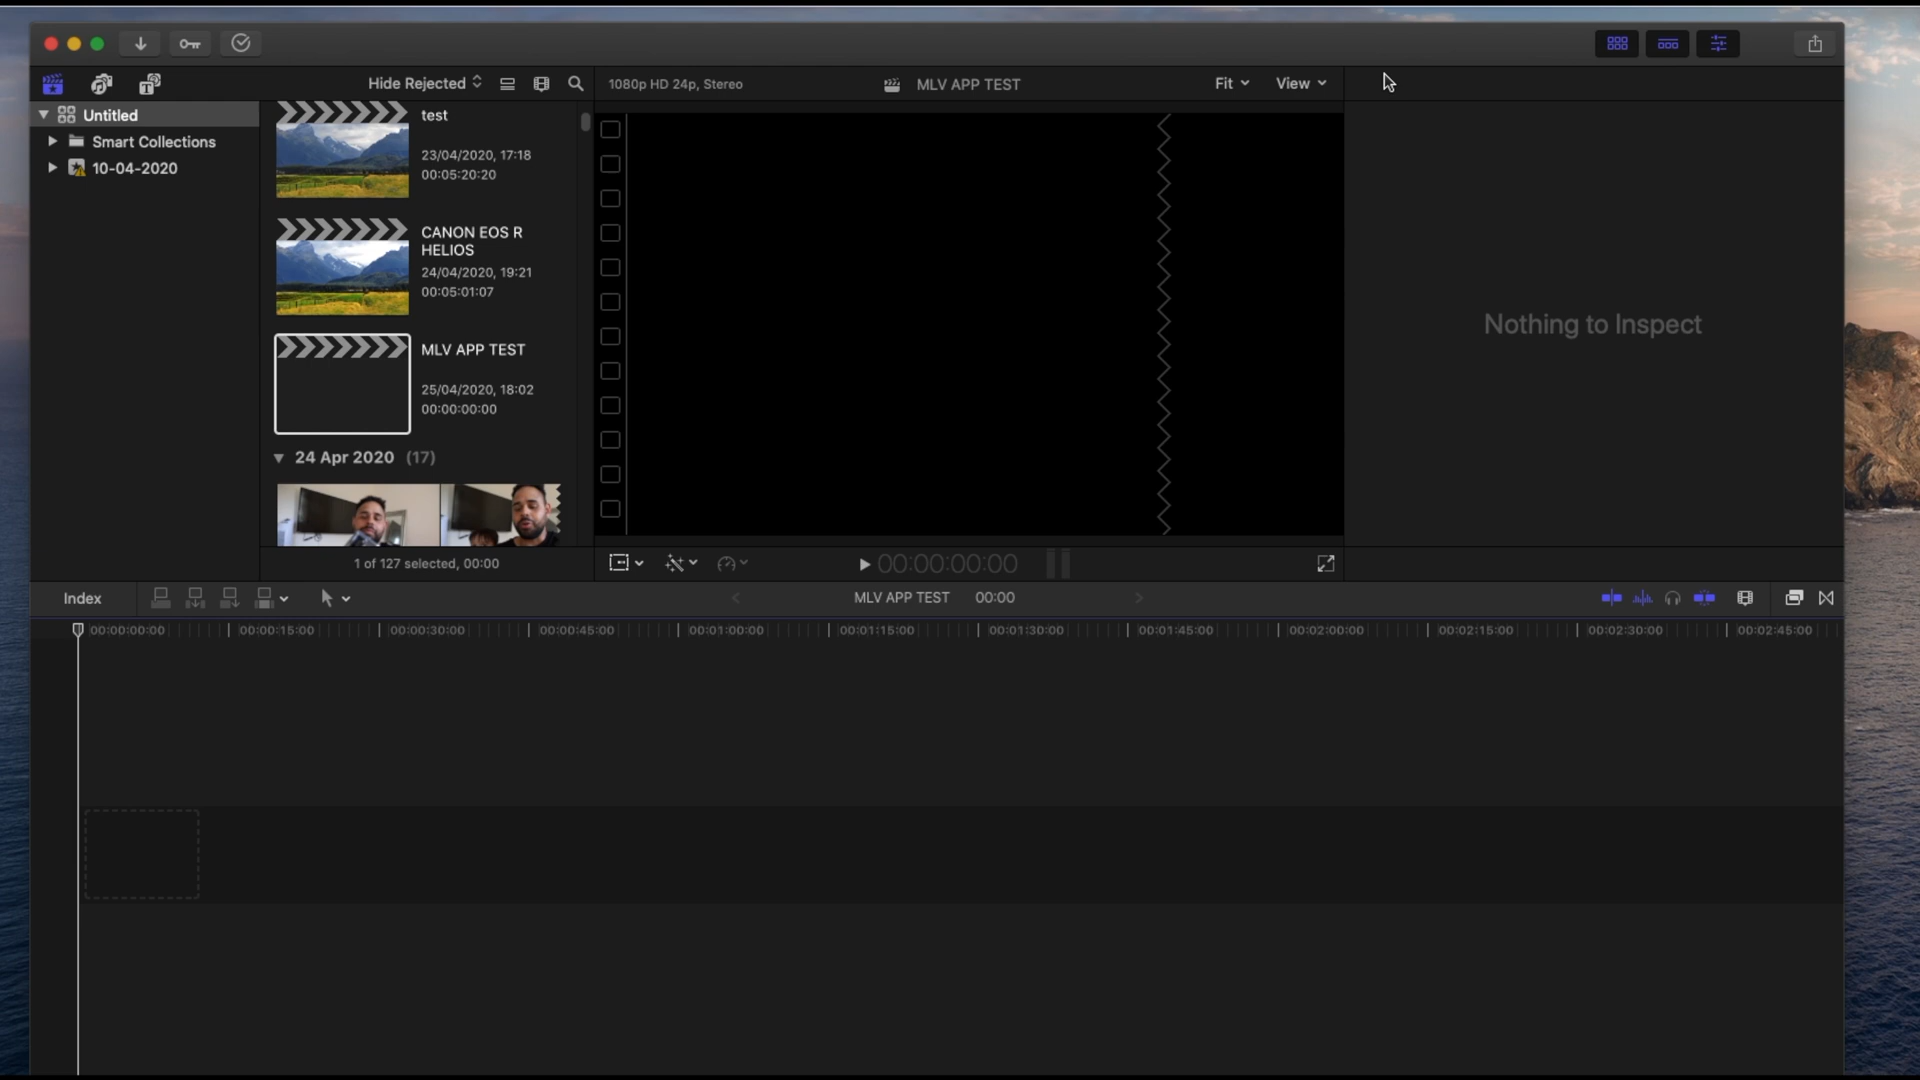 Hide Rejected
1080p HD 24p, Stereo
MLV APP TEST
Fit
View
Untitled
Smart Collections
10-04-2020
test
23/04/2020, 17:18
00:05:20:20
CANON EOS R
HELIOS
24/04/2020, 19:21
00:05:01:07
MLV APP TEST
25/04/2020, 18:02
00:00:00:00
24 Apr 2020 (17)
1 of 127 selected, 00:00
00:00:00:00
Nothing to Inspect
Index
MLV APP TEST 00:00
00:00:00:00 00:00:15:00 00:00:30:00 00:00:45:00 00:01:00:00 00:01:15:00 00:01:30:00 00:01:45:00 00:02:00:00 00:02:15:00 00:02:30:00 00:02:45:00